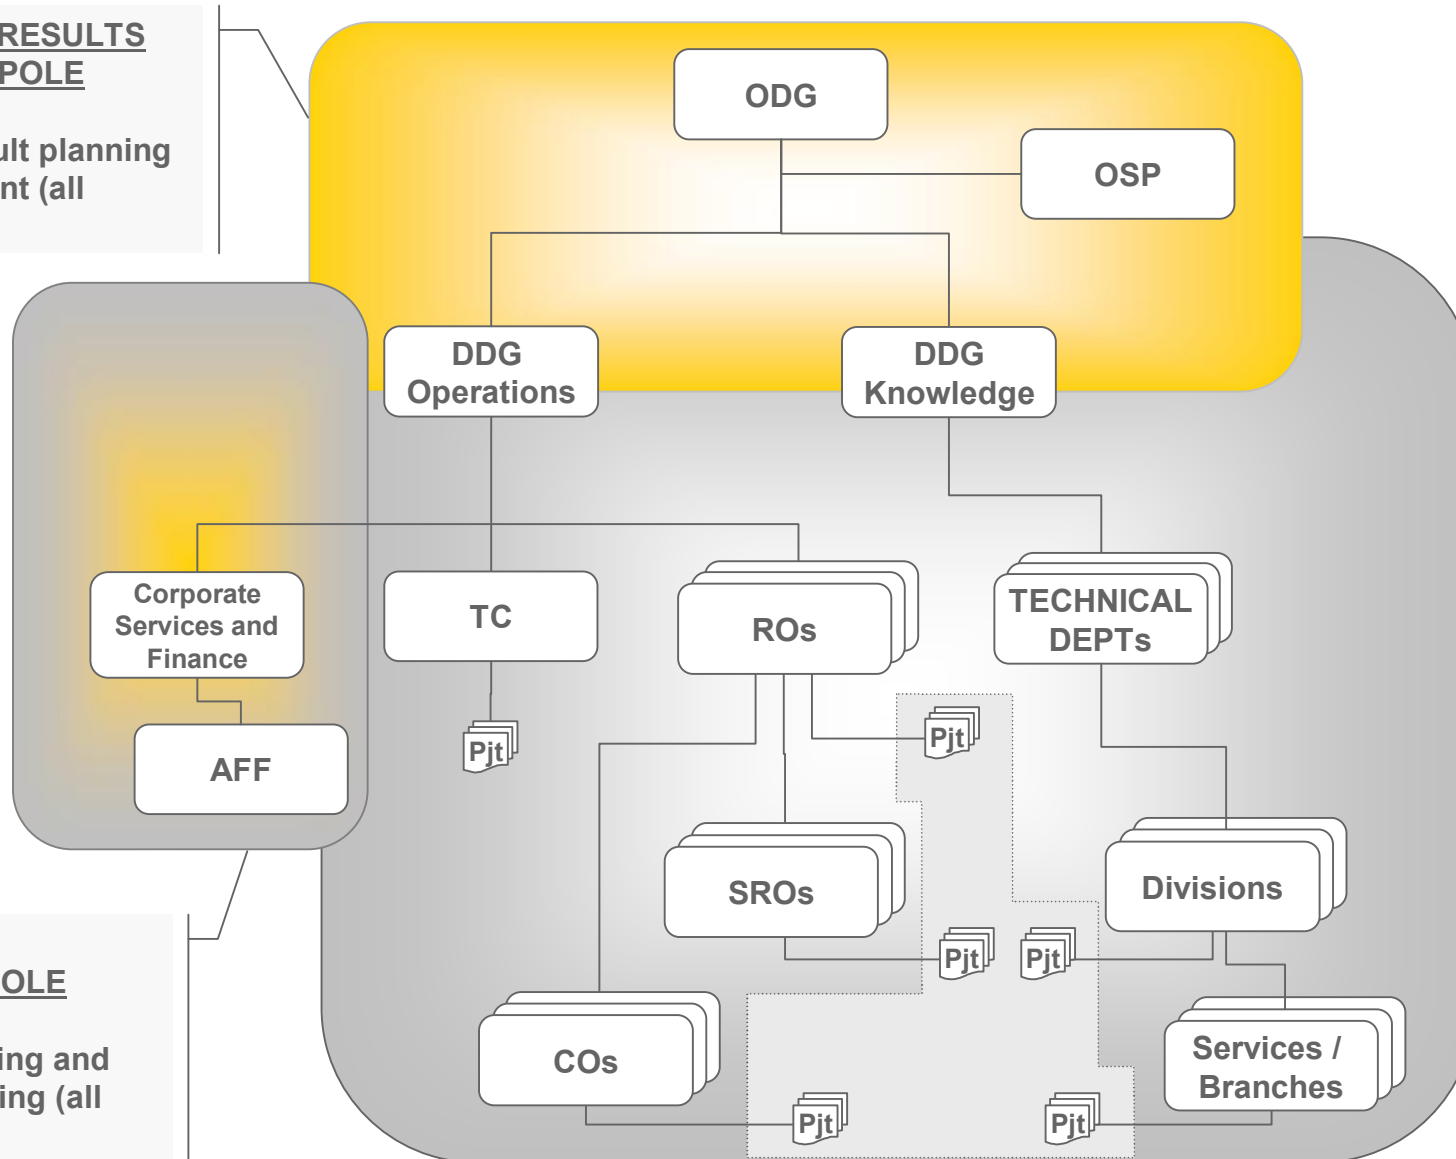 RESULTS
POLE
ult planning
nt (all
ODG
OSP
DDG
Operations
DDG
Knowledge
Corporate
Services and
Finance
TC
ROs
TECHNICAL
DEPTs
AFF
Pjt
Pjt
SROs
Divisions
Pjt
Pjt
OLE
ing and
ing (all
COs
Services /
Branches
Pjt
Pjt